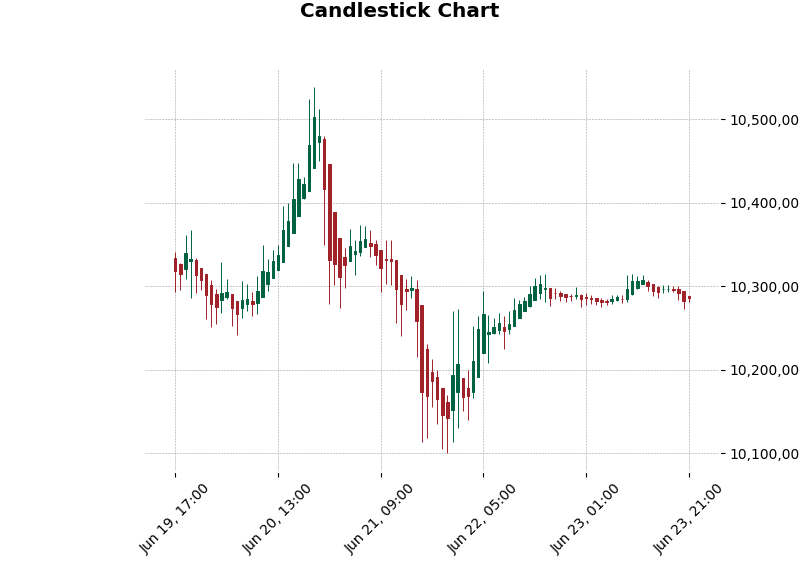 Candlestick Chart
10,500,00
10,400,00
10,300,00
10,200,00
10,100,00
Jun 19, 17:00
Jun 20, 13:00
Jun 21, 09:00
Jun 22, 05:00
Jun 23, 01:00
Jun 23, 21:00